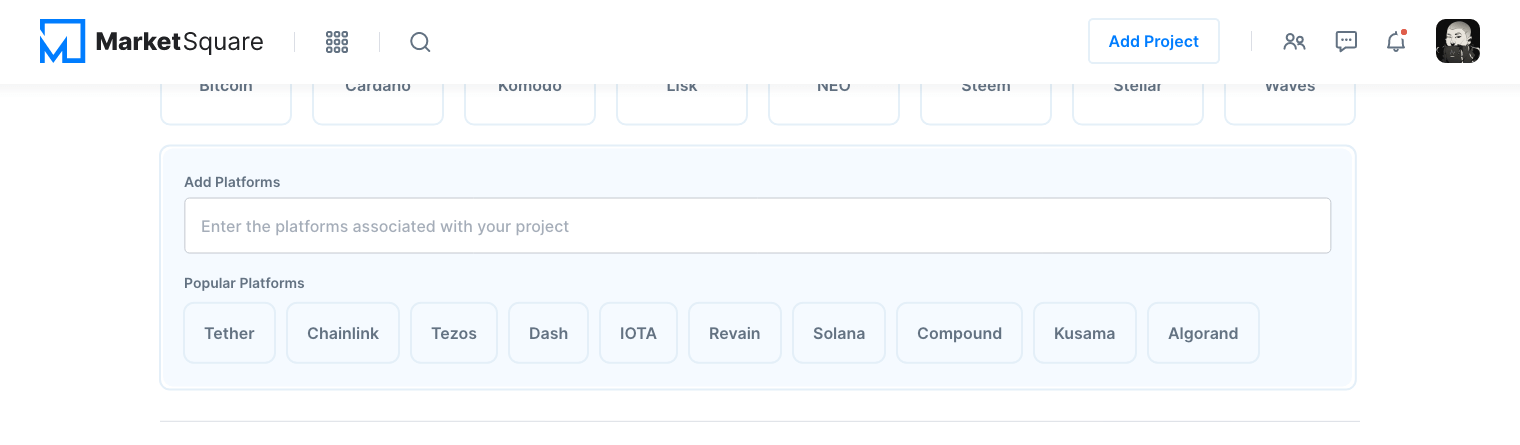 MarketSquare
Add Project
Bitcoin Cardano Komodo Lisk NEO Steem Stellar Waves
Add Platforms
Enter the platforms associated with your project
Popular Platforms
Tether Chainlink Tezos Dash IOTA Revain Solana Compound Kusama Algorand